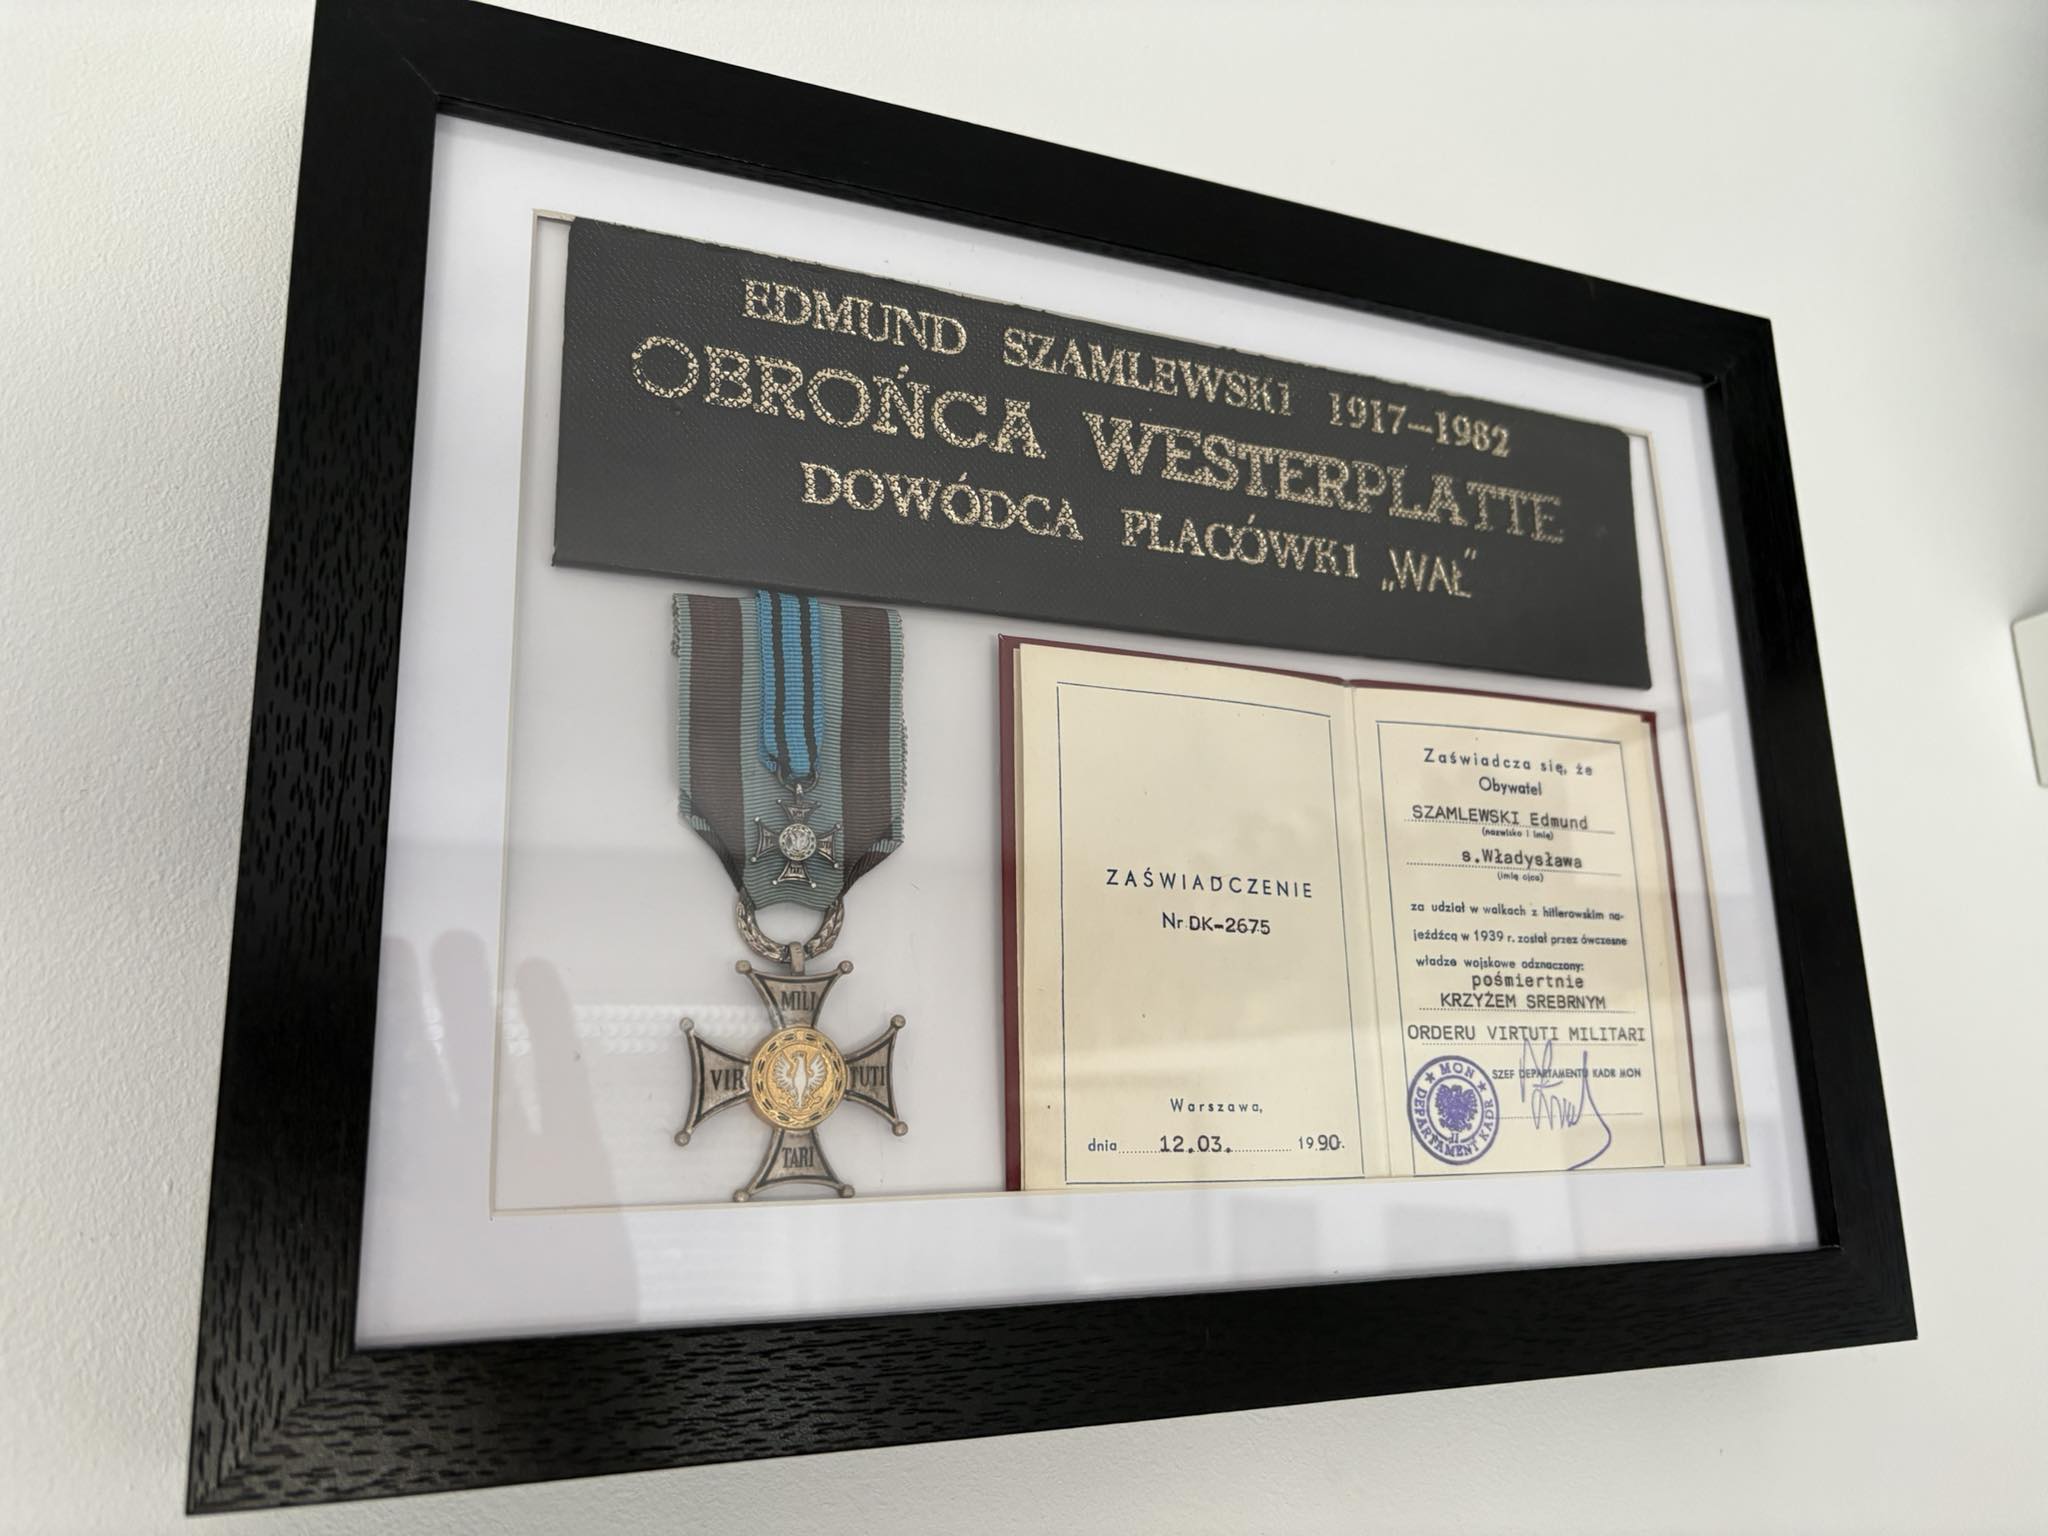 EDMUND SZAMLEWSKI 1917-1982
OBROŃCA WESTERPLATTE
DOWÓDCA PLACÓWKI „WAŁ”
MILI
VIR TUTI
TARI
ZAŚWIADCZENIE
Nr DK-2675
Warszawa,
dnia 12.03. 1990r.
Zaświadcza się, że
Obywatel
SZAMLEWSKI Edmund
(nazwisko i imię)
s.Władysława
(imię ojca)
za udział w walkach z hitlerowskim na-
jeźdźcą w 1939 r. został przez ówczesne
władze wojskowe odznaczony:
pośmiertnie
KRZYŻEM SREBRNYM
ORDERU VIRTUTI MILITARI
SZEF DEPARTAMENTU KADR MON
MON
DEPARTAMENT KADR